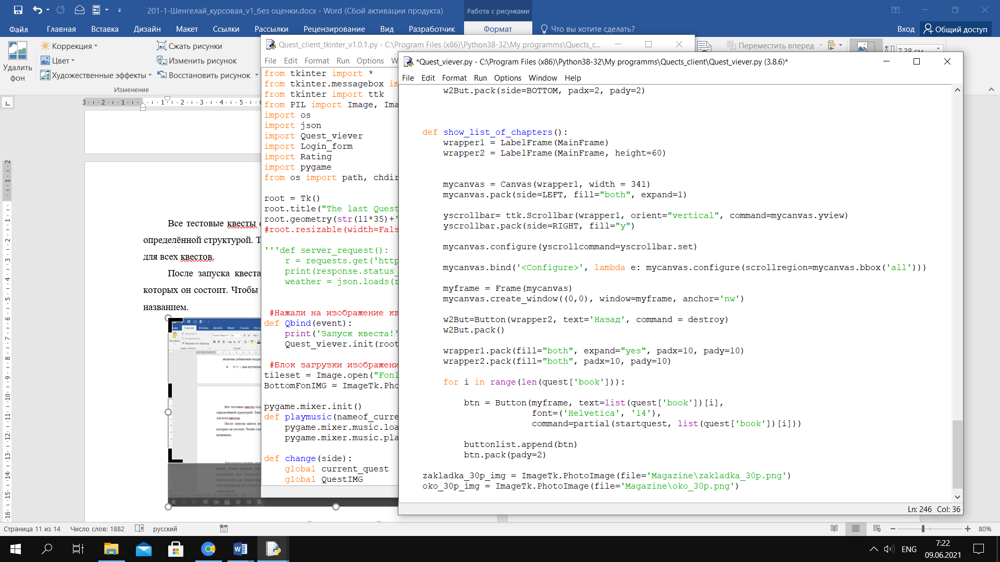 201-1-Шенгелай_курсовая_v1_без оценки.docx - Word (Сбой активации продукта)
Работа с рисунками
Файл Главная Вставка Дизайн Макет Ссылки Рассылки Рецензирование Вид Разработчик Формат Что вы хотите сделать? Вход Общий доступ
Удалить фон
Коррекция
Цвет
Художественные эффекты
Сжать рисунки
Изменить рисунок
Восстановить рисунок
Изменение
Переместить вперед
7,38 см
Все тестовые квесты
определённой структурой.
для всех квестов.
После запуска квеста
которых он состоит. Чтобы
названием.
Quest_client_tkinter_v1.0.1.py - C:\Program Files (x86)\Python38-32\My programms\Quects_c...
File Edit Format Run Options
from tkinter import *
from tkinter.messagebox im
from tkinter import ttk
from PIL import Image, Ima
import os
import json
import Quest_viever
import Login_form
import Rating
import pygame
from os import path, chdir
root = Tk()
root.title("The last Quest
root.geometry(str(11*35)+'
#root.resizable(width=Fals
'''def server_request():
r = requests.get('http
print(response.status_
weather = json.loads(r
#Нажали на изображение кв
def Qbind(event):
print('Запуск квеста!'
Quest_viever.init(root
#Блок загрузки изображени
tileset = Image.open("Fon1
BottomFonIMG = ImageTk.Pho
pygame.mixer.init()
def playmusic(nameof_curre
pygame.mixer.music.loa
pygame.mixer.music.pla
def change(side):
global current_quest
global QuestIMG
*Quest_viever.py - C:\Program Files (x86)\Python38-32\My programms\Quects_client\Quest_viever.py (3.8.6)*
File Edit Format Run Options Window Help
w2But.pack(side=BOTTOM, padx=2, pady=2)
def show_list_of_chapters():
wrapper1 = LabelFrame(MainFrame)
wrapper2 = LabelFrame(MainFrame, height=60)
mycanvas = Canvas(wrapper1, width = 341)
mycanvas.pack(side=LEFT, fill="both", expand=1)
yscrollbar= ttk.Scrollbar(wrapper1, orient="vertical", command=mycanvas.yview)
yscrollbar.pack(side=RIGHT, fill="y")
mycanvas.configure(yscrollcommand=yscrollbar.set)
mycanvas.bind('<Configure>', lambda e: mycanvas.configure(scrollregion=mycanvas.bbox('all')))
myframe = Frame(mycanvas)
mycanvas.create_window((0,0), window=myframe, anchor='nw')
w2But=Button(wrapper2, text='Назад', command = destroy)
w2But.pack()
wrapper1.pack(fill="both", expand="yes", padx=10, pady=10)
wrapper2.pack(fill="both", padx=10, pady=10)
for i in range(len(quest['book'])):
btn = Button(myframe, text=list(quest['book'])[i],
font=('Helvetica', '14'),
command=partial(startquest, list(quest['book'])[i]))
buttonlist.append(btn)
btn.pack(pady=2)
zakladka_30p_img = ImageTk.PhotoImage(file='Magazine\zakladka_30p.png')
oko_30p_img = ImageTk.PhotoImage(file='Magazine\oko_30p.png')
Ln: 246 Col: 36
Страница 11 из 14 Число слов: 1882 русский 80%
ENG
7:22
09.06.2021